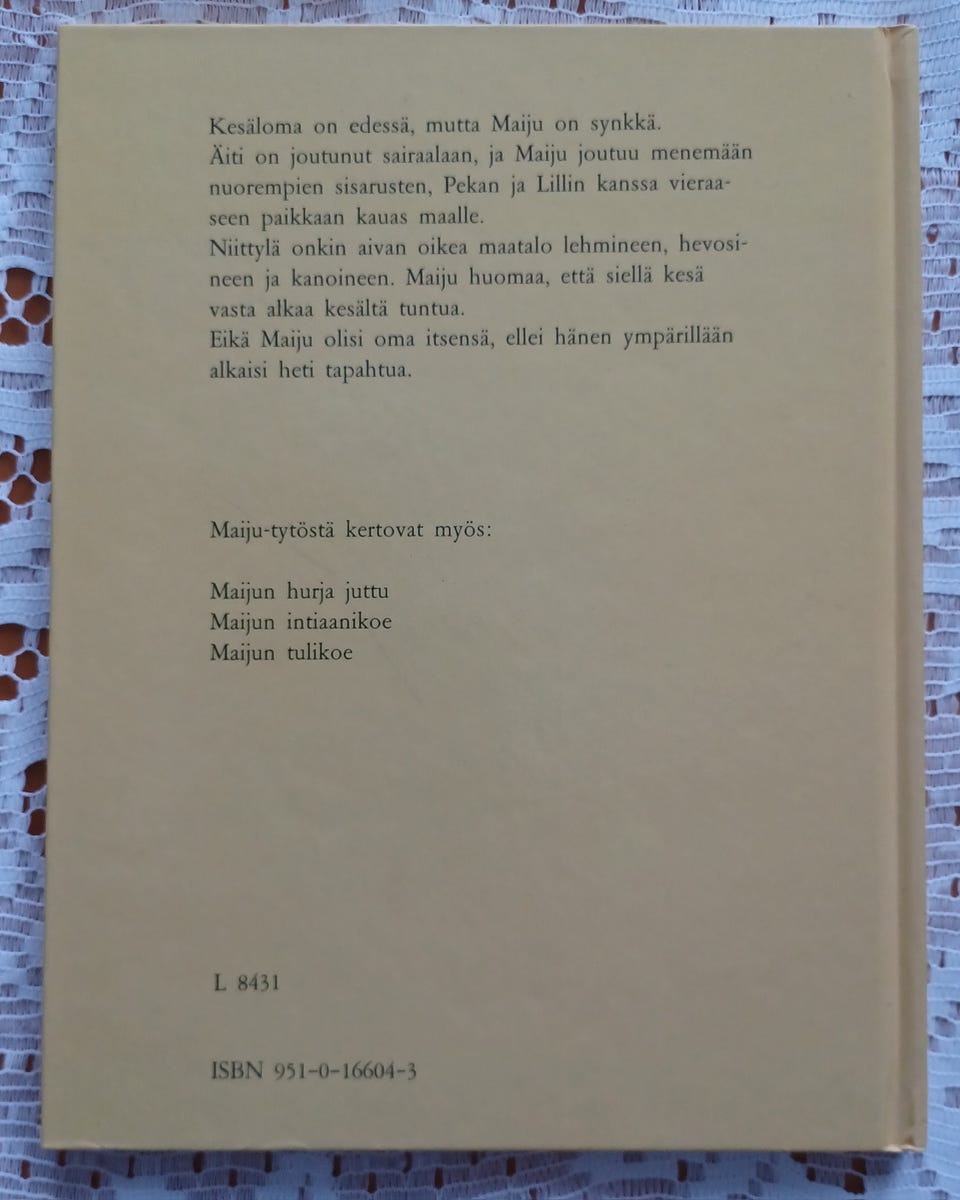 Kesäloma on edessä, mutta Maiju on synkkä.
Äiti on joutunut sairaalaan, ja Maiju joutuu menemään
nuorempien sisarusten, Pekan ja Lillin kanssa vieraa-
seen paikkaan kauas maalle.
Niittylä onkin aivan oikea maatalo lehmineen, hevosi-
neen ja kanoineen. Maiju huomaa, että siellä kesä
vasta alkaa kesältä tuntua.
Eikä Maiju olisi oma itsensä, ellei hänen ympärillään
alkaisi heti tapahtua.
Maiju-tytöstä kertovat myös:
Maijun hurja juttu
Maijun intiaanikoe
Maijun tulikoe
L 8431
ISBN 951-0-16604-3